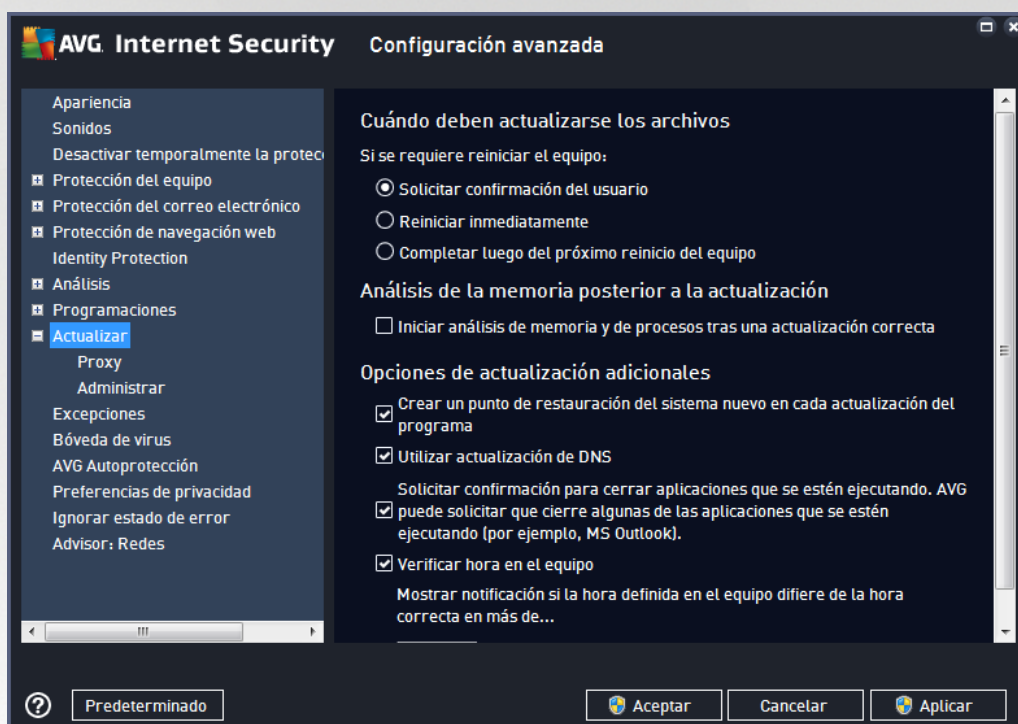 AVG. Internet Security
Configuración avanzada
Apariencia
Sonidos
Desactivar temporalmente la protec
Protección del equipo
Protección del correo electrónico
Protección de navegación web
Identity Protection
Análisis
Programaciones
Actualizar
Proxy
Administrar
Excepciones
Bóveda de virus
AVG Autoprotección
Preferencias de privacidad
Ignorar estado de error
Advisor: Redes
Cuándo deben actualizarse los archivos
Si se requiere reiniciar el equipo:
Solicitar confirmación del usuario
Reiniciar inmediatamente
Completar luego del próximo reinicio del equipo
Análisis de la memoria posterior a la actualización
Iniciar análisis de memoria y de procesos tras una actualización correcta
Opciones de actualización adicionales
Crear un punto de restauración del sistema nuevo en cada actualización del
programa
Utilizar actualización de DNS
Solicitar confirmación para cerrar aplicaciones que se estén ejecutando. AVG
puede solicitar que cierre algunas de las aplicaciones que se estén
ejecutando (por ejemplo, MS Outlook).
Verificar hora en el equipo
Mostrar notificación si la hora definida en el equipo difiere de la hora
correcta en más de...
?
Predeterminado
Aceptar
Cancelar
Aplicar